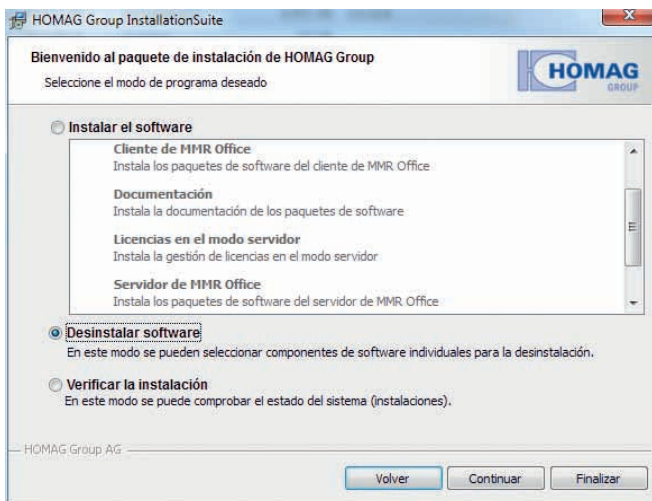 HOMAG Group InstallationSuite
Bienvenido al paquete de instalación de HOMAG Group
Seleccione el modo de programa deseado
HOMAG
GROUP
Instalar el software
Cliente de MMR Office
Instala los paquetes de software del cliente de MMR Office
Documentación
Instala la documentación de los paquetes de software
Licencias en el modo servidor
Instala la gestión de licencias en el modo servidor
Servidor de MMR Office
Instala los paquetes de software del servidor de MMR Office
Desinstalar software
En este modo se pueden seleccionar componentes de software individuales para la desinstalación.
Verificar la instalación
En este modo se puede comprobar el estado del sistema (instalaciones).
HOMAG Group AG
Volver Continuar Finalizar